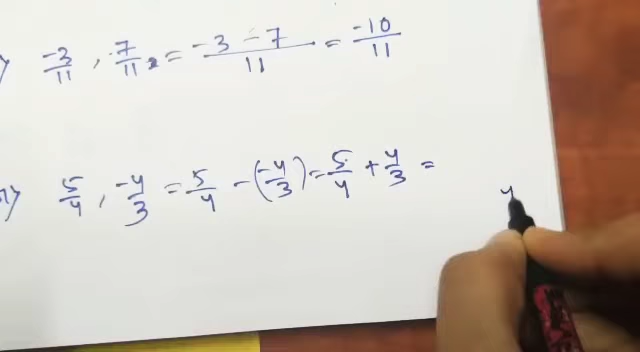 -3/11 , 7/11 = -3-7/11 = -10/11
5/4 , -4/3 = 5/4 - (-4/3) = 5/4 + 4/3 =
4